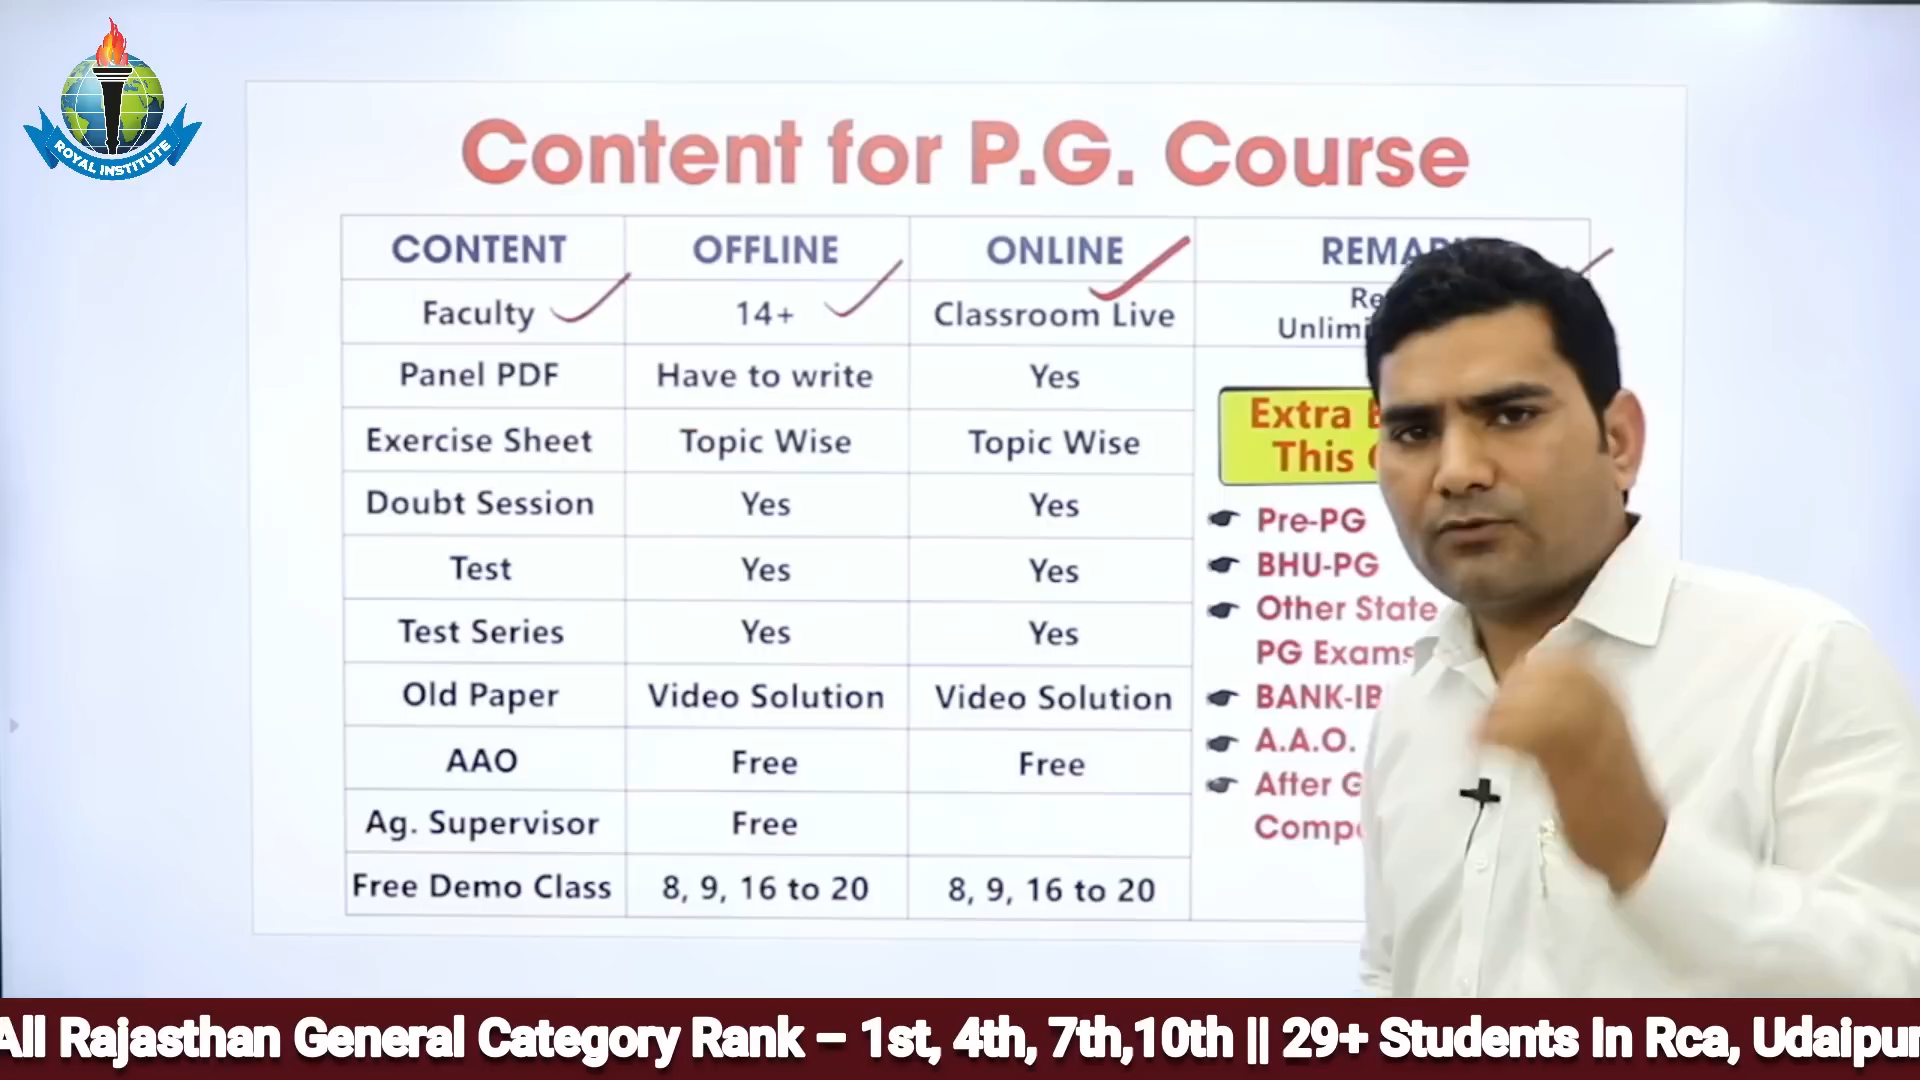 ROYAL INSTITUTE
Content for P.G. Course
CONTENT OFFLINE ONLINE
Faculty 14+ Classroom Live
Panel PDF Have to write Yes
Exercise Sheet Topic Wise Topic Wise
Doubt Session Yes Yes
Test Yes Yes
Test Series Yes Yes
Old Paper Video Solution Video Solution
AAO Free Free
Ag. Supervisor Free
Free Demo Class 8, 9, 16 to 20 8, 9, 16 to 20
Extra
This
Pre-PG
BHU-PG
Other State
PG Exams
A.A.O.
After
All Rajasthan General Category Rank – 1st, 4th, 7th,10th || 29+ Students In Rca, Udaipur